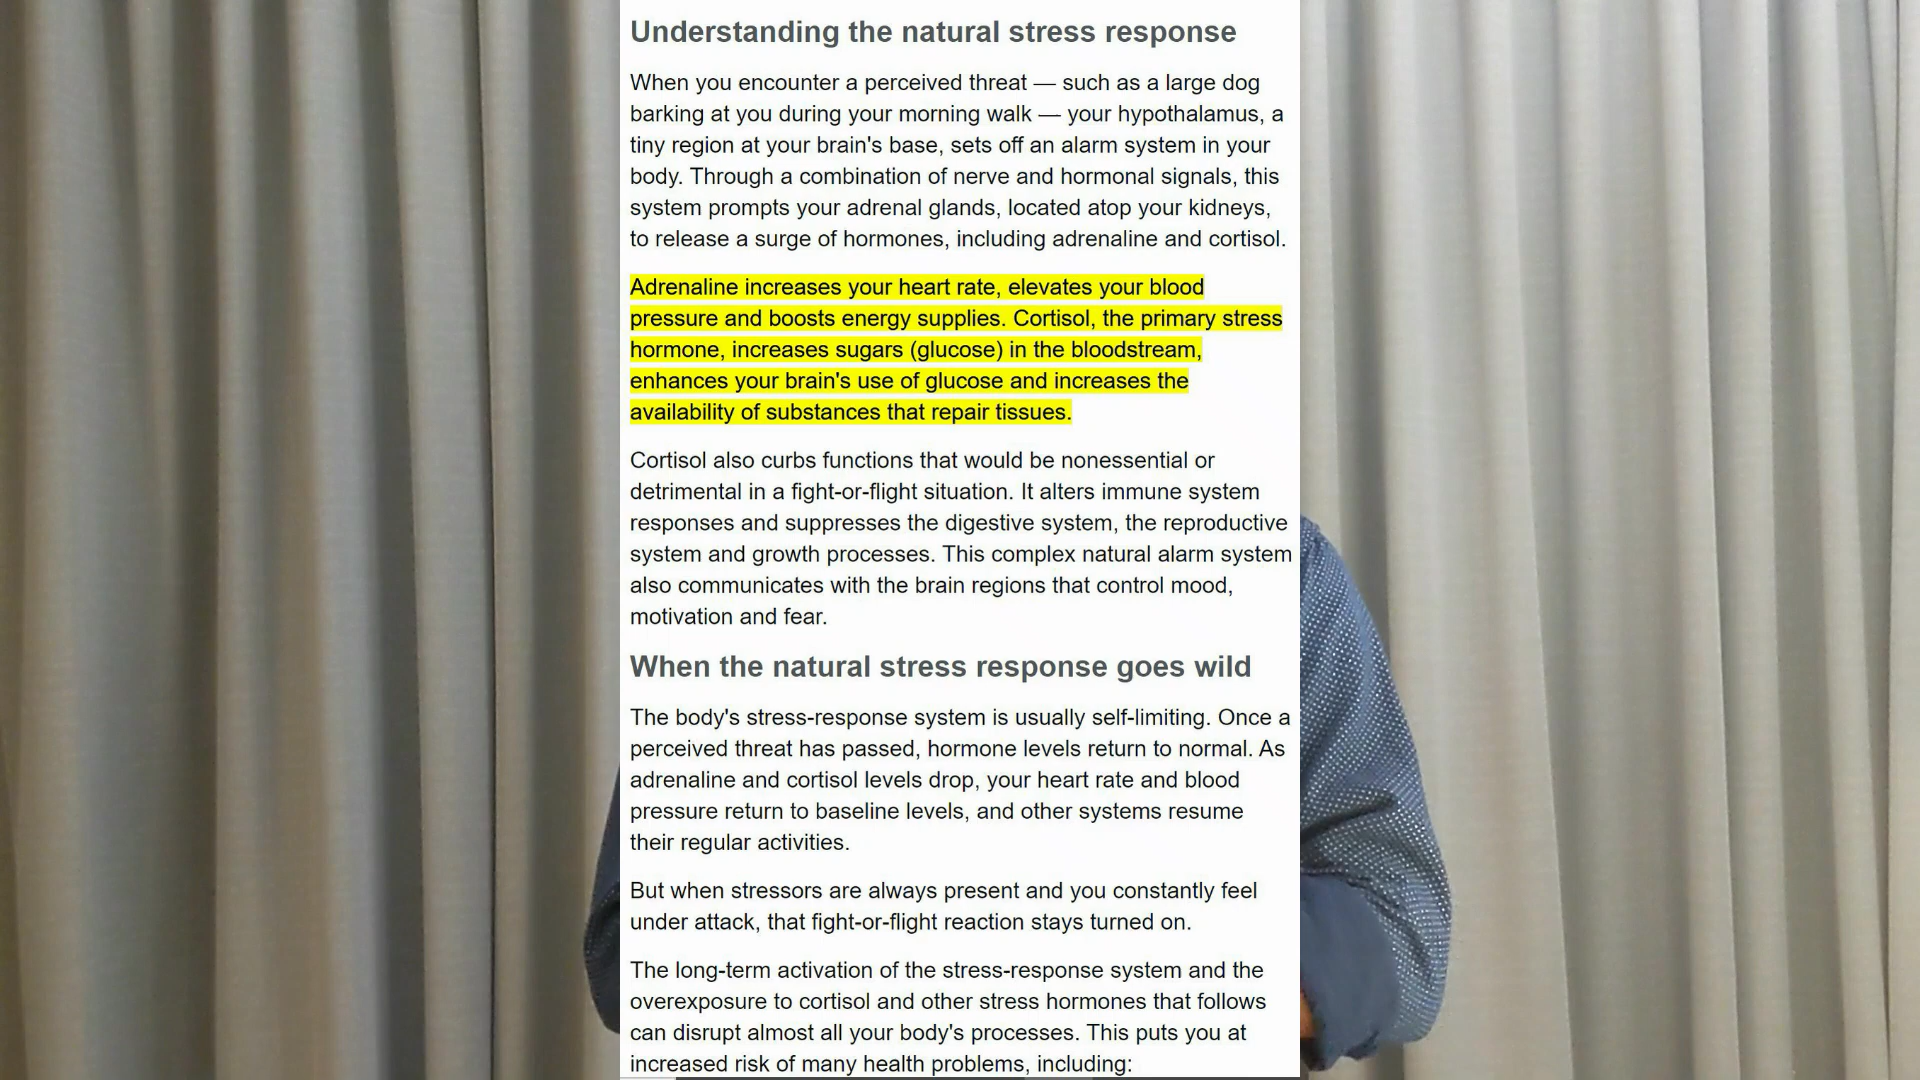 Understanding the natural stress response
When you encounter a perceived threat — such as a large dog
barking at you during your morning walk — your hypothalamus, a
tiny region at your brain's base, sets off an alarm system in your
body. Through a combination of nerve and hormonal signals, this
system prompts your adrenal glands, located atop your kidneys,
to release a surge of hormones, including adrenaline and cortisol.
Adrenaline increases your heart rate, elevates your blood
pressure and boosts energy supplies. Cortisol, the primary stress
hormone, increases sugars (glucose) in the bloodstream,
enhances your brain's use of glucose and increases the
availability of substances that repair tissues.
Cortisol also curbs functions that would be nonessential or
detrimental in a fight-or-flight situation. It alters immune system
responses and suppresses the digestive system, the reproductive
system and growth processes. This complex natural alarm system
also communicates with the brain regions that control mood,
motivation and fear.
When the natural stress response goes wild
The body's stress-response system is usually self-limiting. Once a
perceived threat has passed, hormone levels return to normal. As
adrenaline and cortisol levels drop, your heart rate and blood
pressure return to baseline levels, and other systems resume
their regular activities.
But when stressors are always present and you constantly feel
under attack, that fight-or-flight reaction stays turned on.
The long-term activation of the stress-response system and the
overexposure to cortisol and other stress hormones that follows
can disrupt almost all your body's processes. This puts you at
increased risk of many health problems, including: